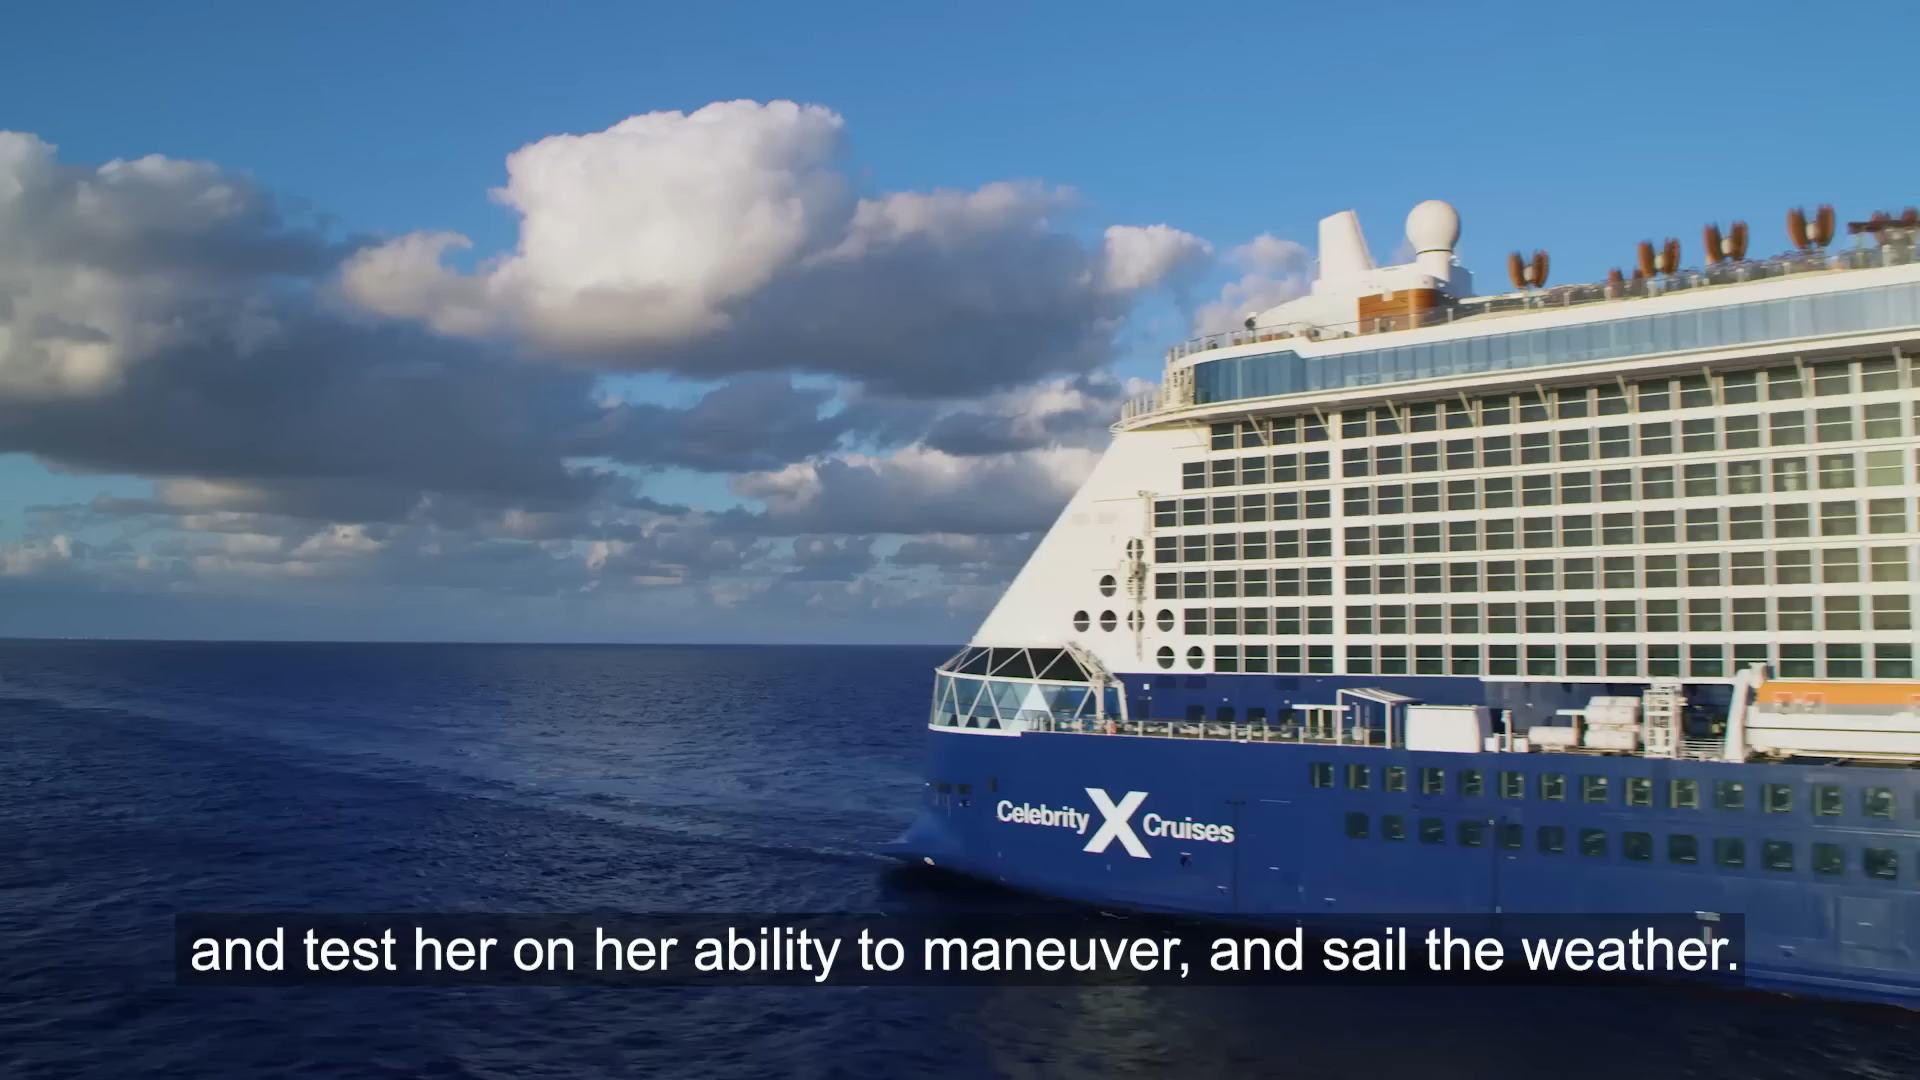 Celebrity X Cruises
and test her on her ability to maneuver, and sail the weather.